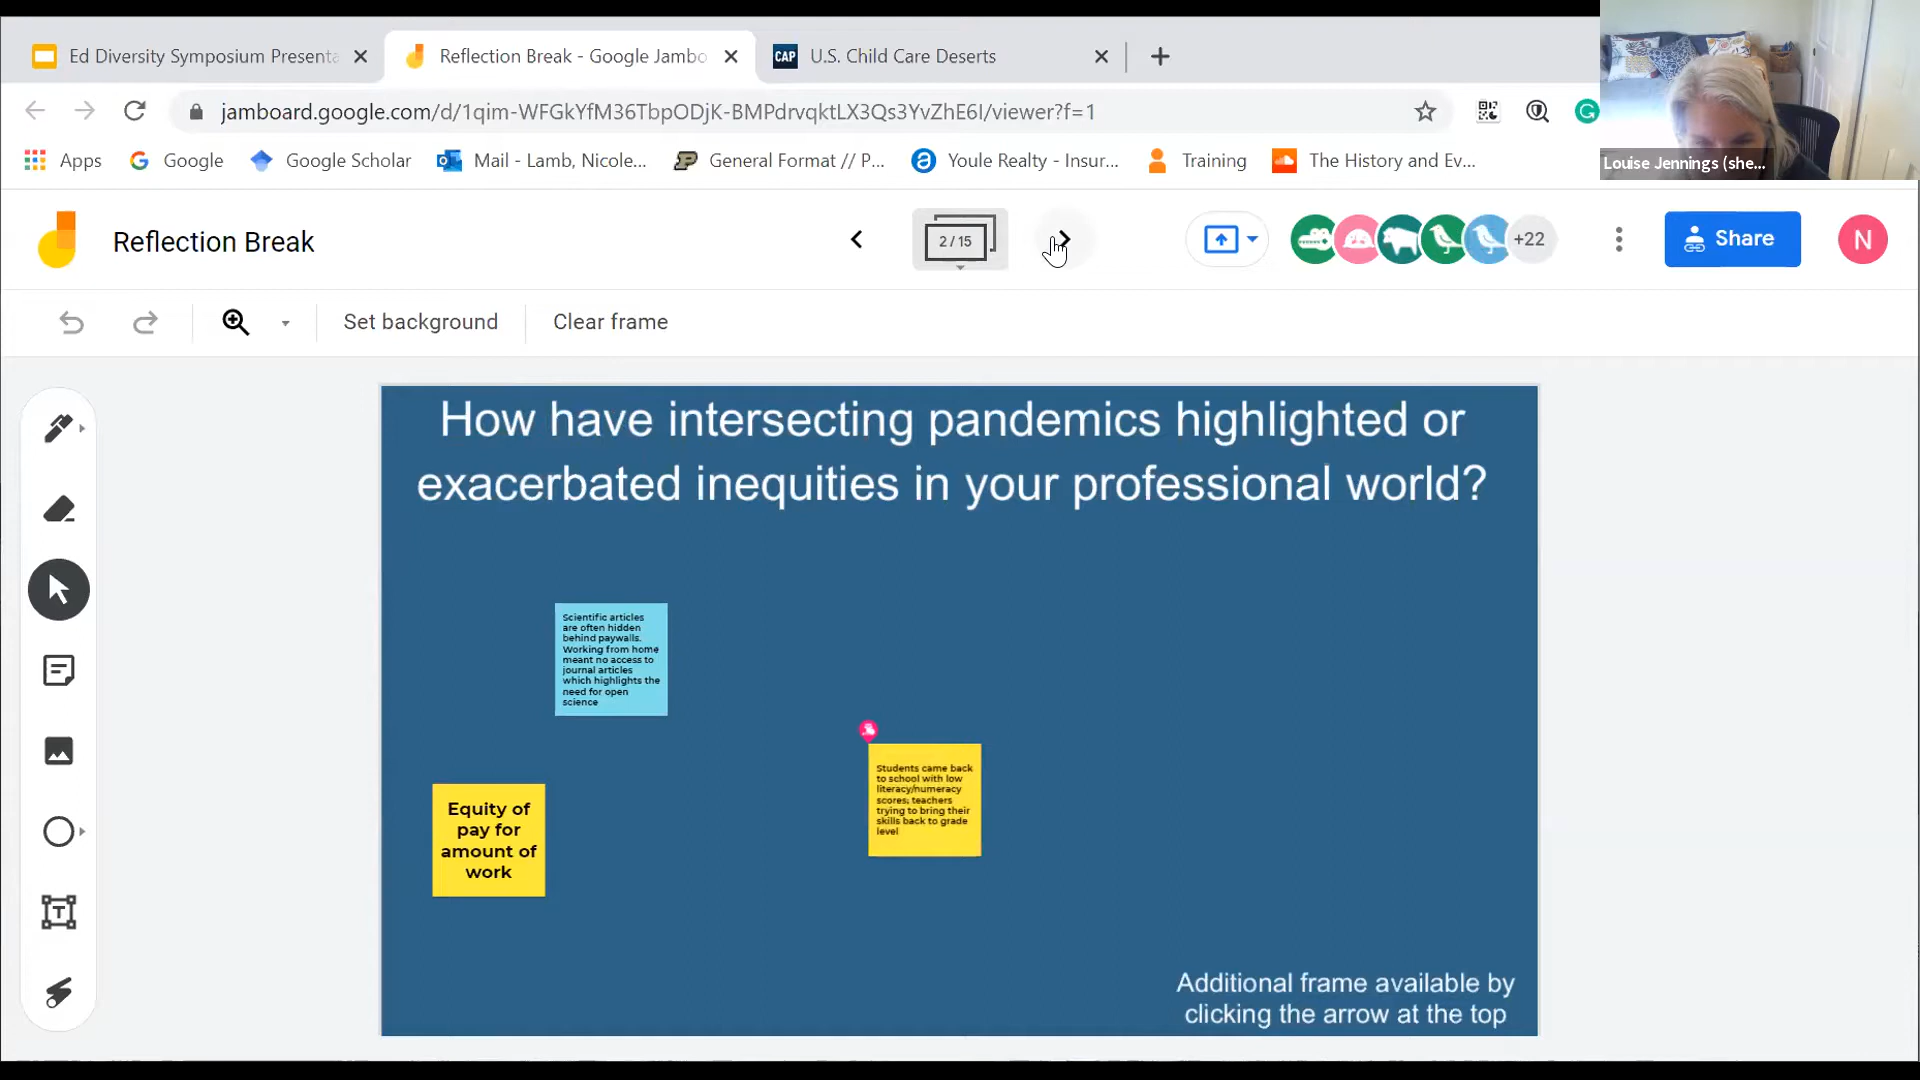 Ed Diversity Symposium Presenta
Reflection Break - Google Jambo
CAP
U.S. Child Care Deserts
jamboard.google.com/d/1qim-WFGkYfM36TbpODjK-BMPdrvqktLX3Qs3YvZhE6I/viewer?f=1
Apps
Google
Google Scholar
Mail - Lamb, Nicole...
General Format // P...
Youle Realty - Insur...
Training
The History and Ev...
Louise Jennings (she...
Reflection Break
2 / 15
+22
Share
N
Set background
Clear frame
How have intersecting pandemics highlighted or
exacerbated inequities in your professional world?
Scientific articles
are often hidden
behind paywalls.
Working from home
meant no access to
journal articles
which highlights the
need for open
science
Students came back
to school with low
literacy/numeracy
scores; teachers
trying to bring their
skills back to grade
level
Equity of
pay for
amount of
work
Additional frame available by
clicking the arrow at the top